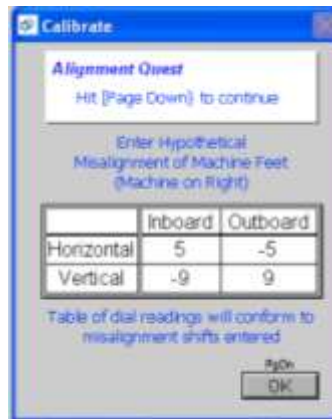 Calibrate
Alignment Quest
Hit [Page Down] to continue
Enter Hypothetical
Misalignment of Machine Feet
(Machine on Right)
Inboard Outboard
Horizontal 5 -5
Vertical -9 9
Table of dial readings will conform to
misalignment shifts entered
PgDn
OK